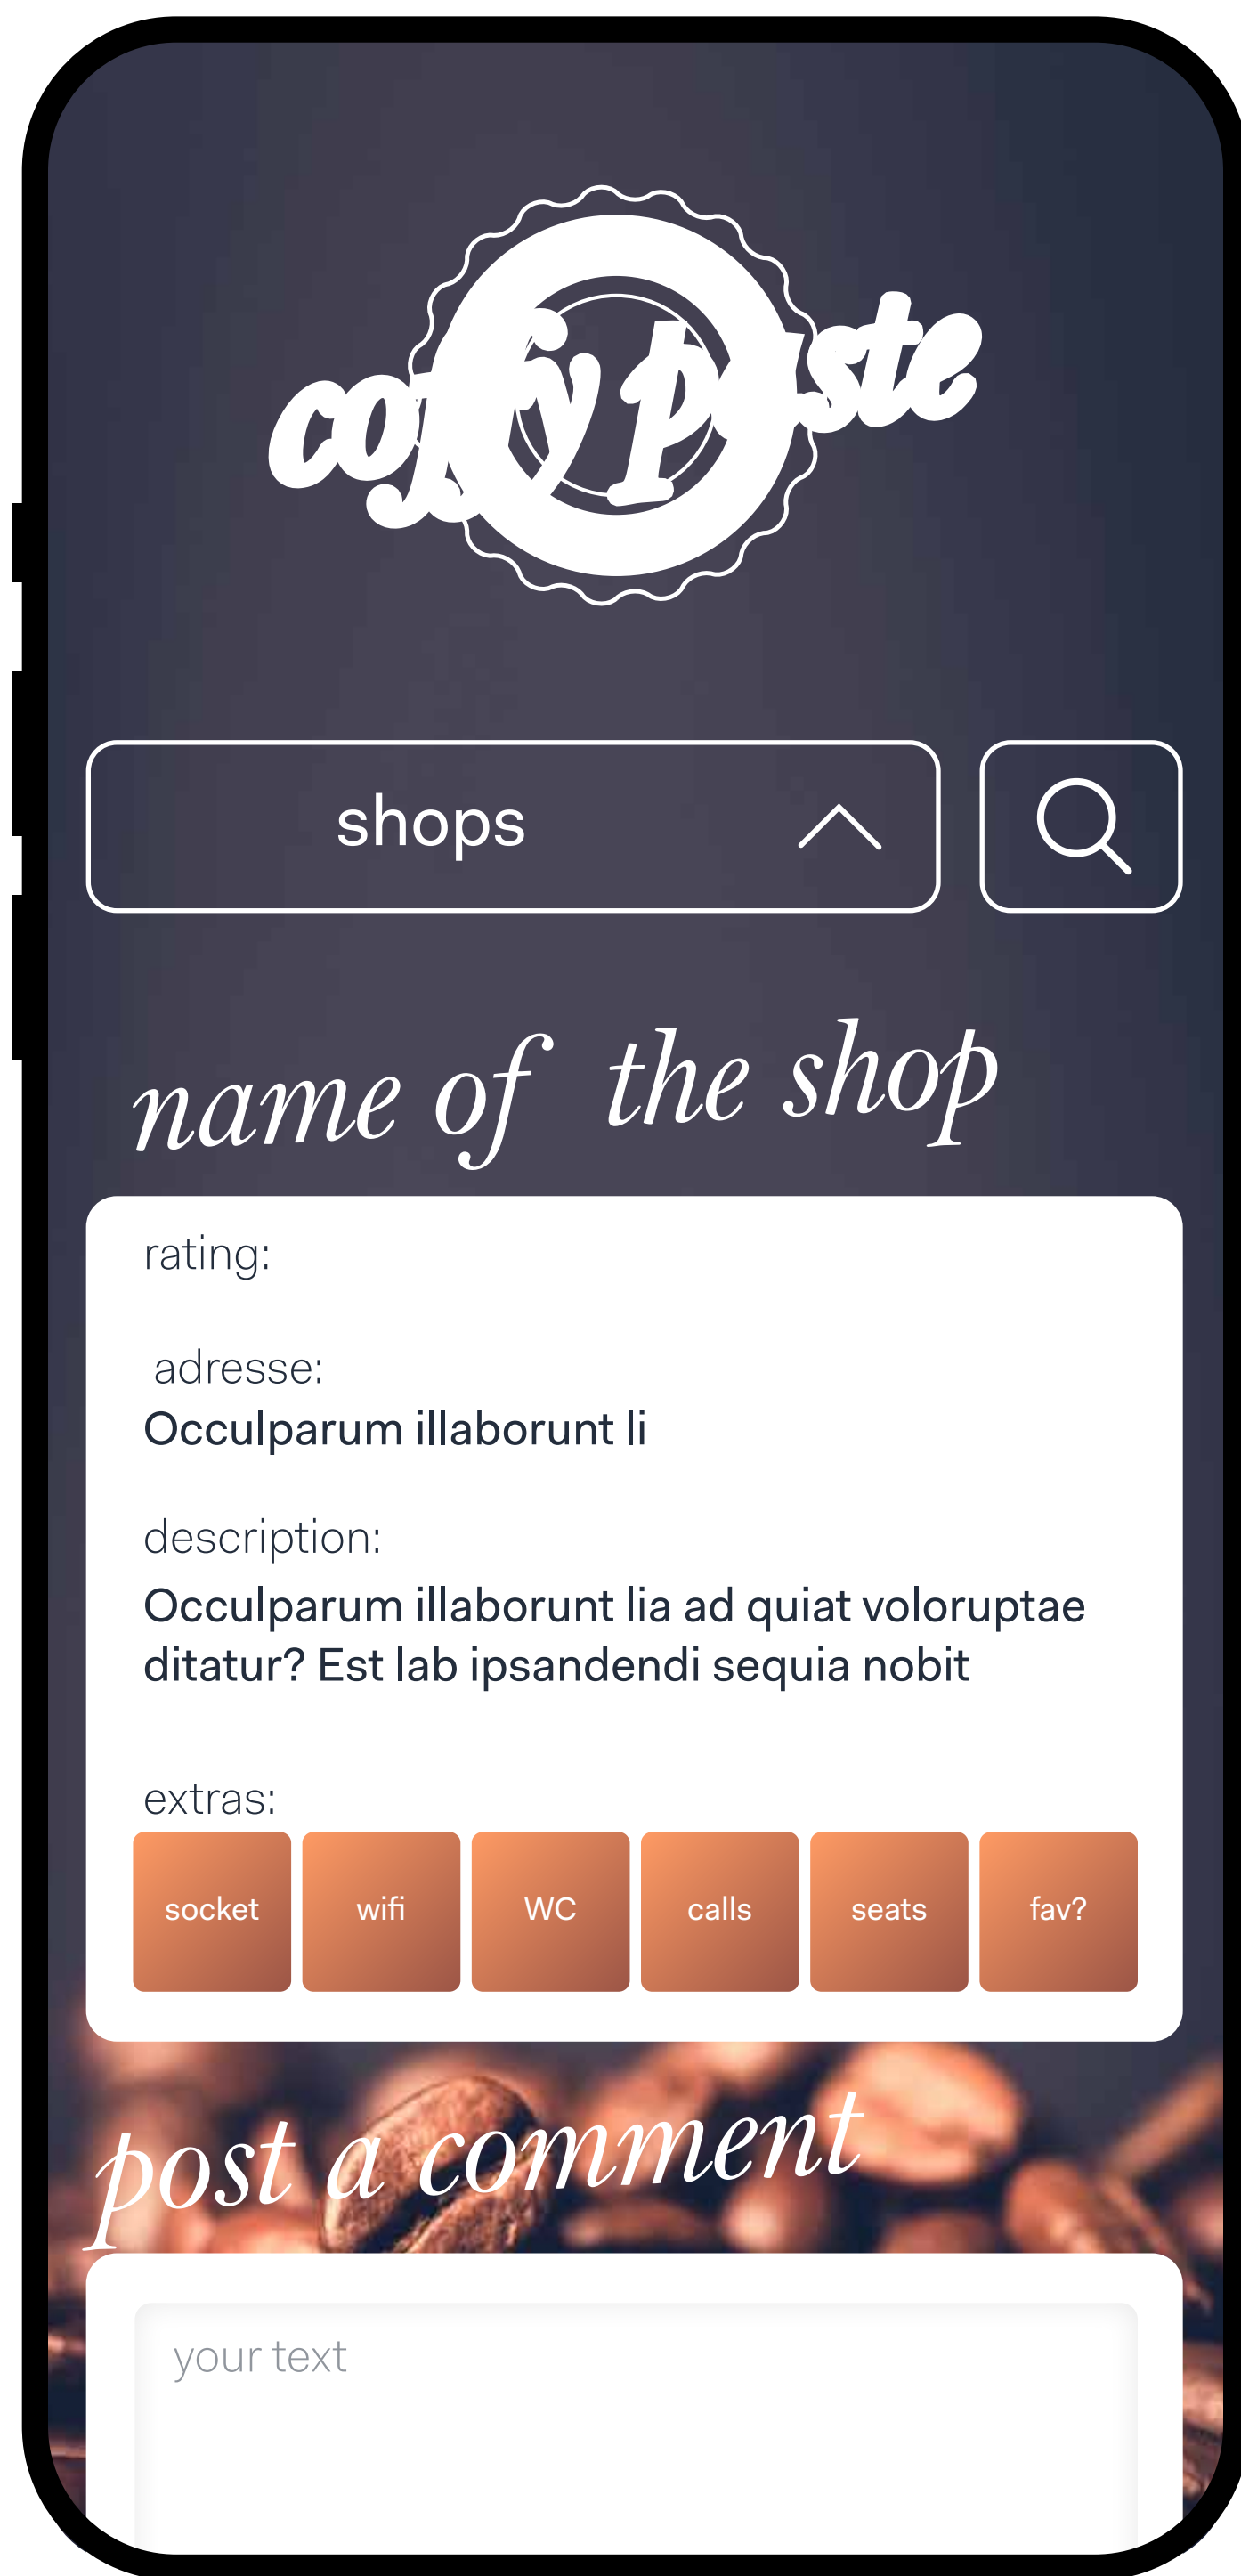 coffy paste
shops
name of the shop
rating:
adresse:
Occulparum illaborunt li
description:
Occulparum illaborunt lia ad quiat voloruptae
ditatur? Est lab ipsandendi sequia nobit
extras:
socket wifi WC calls seats fav?
post a comment
your text